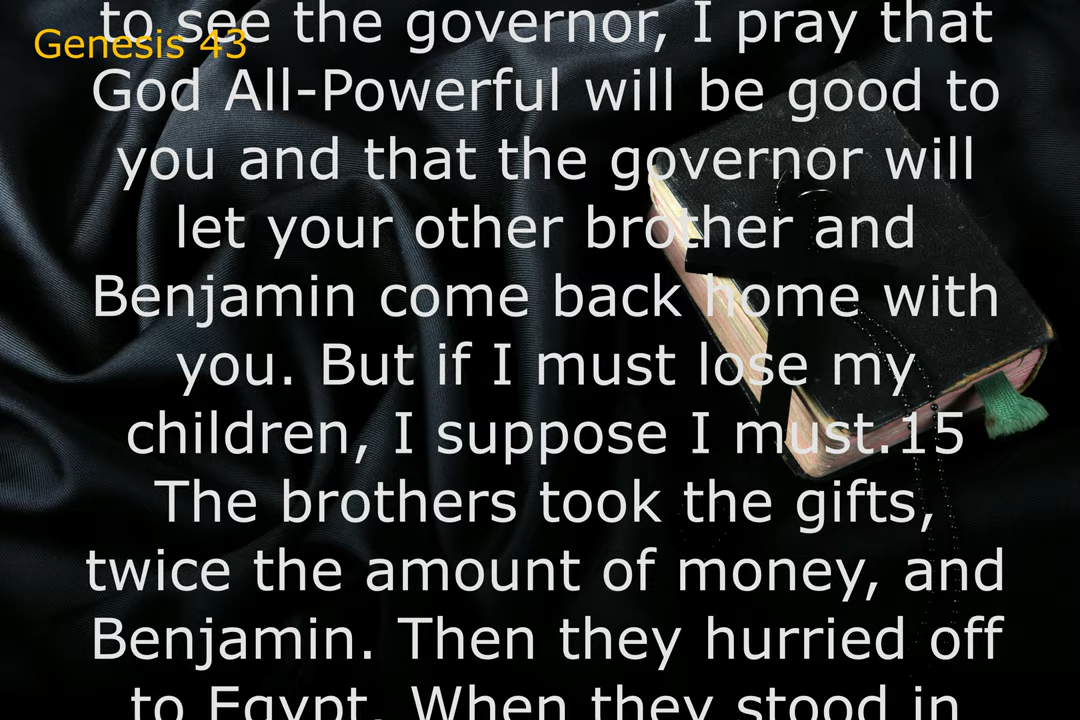 to see the governor, I pray that
Genesis 43
God All-Powerful will be good to
you and that the governor will
let your other brother and
Benjamin come back home with
you. But if I must lose my
children, I suppose I must.15
The brothers took the gifts,
twice the amount of money, and
Benjamin. Then they hurried off
to Egypt. When they stood in